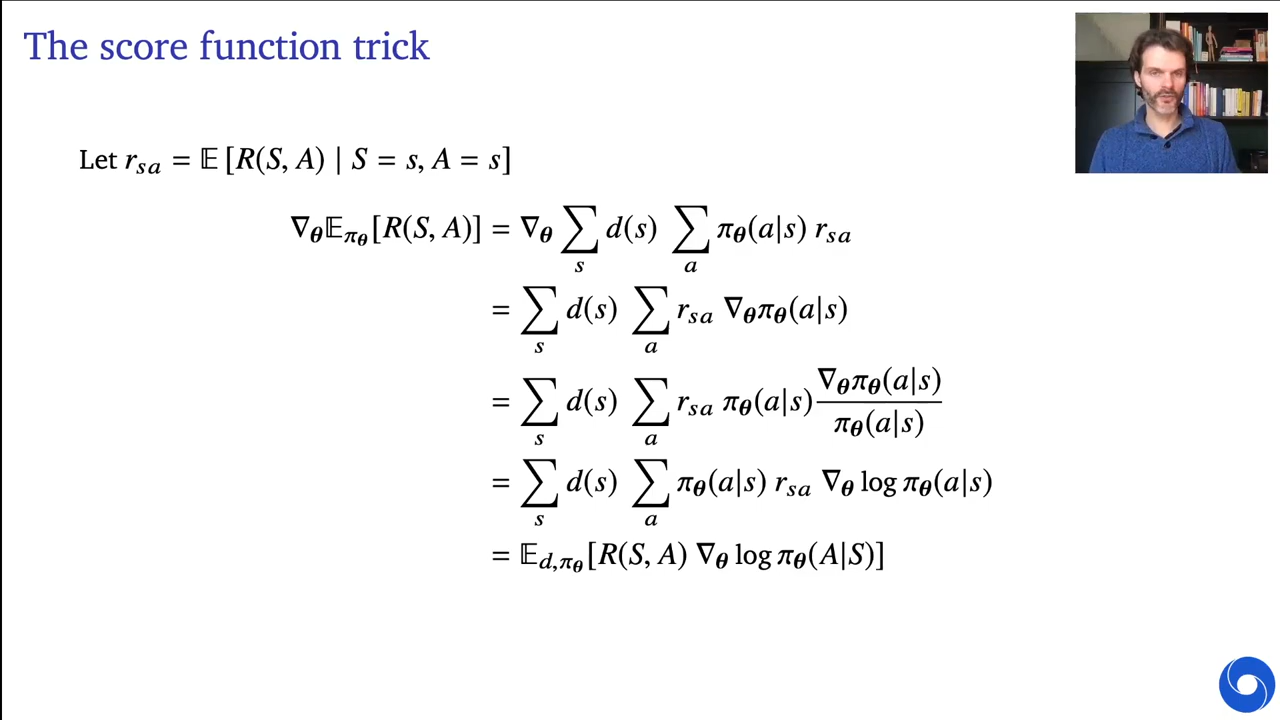 The score function trick
Let r_{sa} = 𝔼 [R(S, A) | S = s, A = s]
∇_θ 𝔼_{π_θ}[R(S, A)] = ∇_θ ∑_s d(s) ∑_a π_θ(a|s) r_{sa}
= ∑_s d(s) ∑_a r_{sa} ∇_θ π_θ(a|s)
= ∑_s d(s) ∑_a r_{sa} π_θ(a|s) \frac{∇_θ π_θ(a|s)}{π_θ(a|s)}
= ∑_s d(s) ∑_a π_θ(a|s) r_{sa} ∇_θ log π_θ(a|s)
= 𝔼_{d,π_θ}[R(S, A) ∇_θ log π_θ(A|S)]